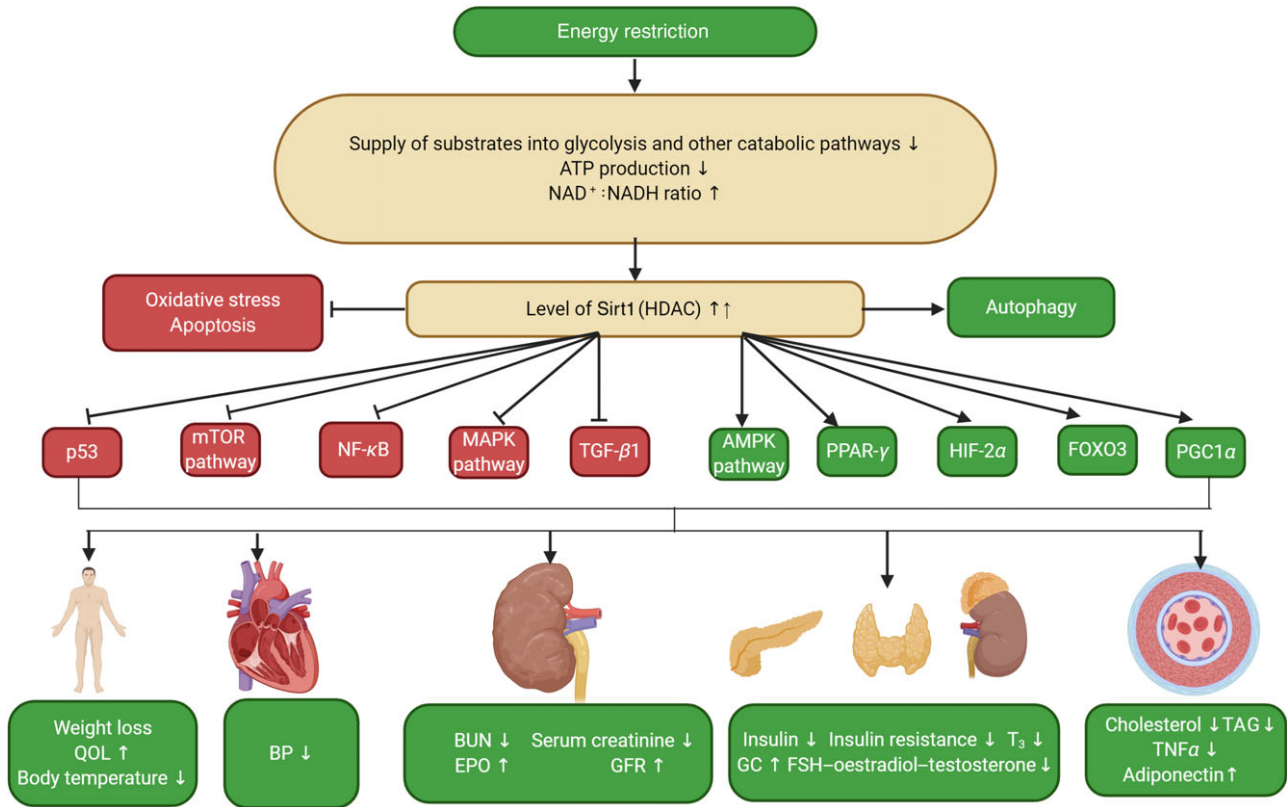 Energy restriction
Supply of substrates into glycolysis and other catabolic pathways ↓
ATP production ↓
NAD⁺ :NADH ratio ↑
Oxidative stress
Apoptosis
Level of Sirt1 (HDAC) ↑↑
Autophagy
p53
mTOR
pathway
NF-κB
MAPK
pathway
TGF-β1
AMPK
pathway
PPAR-γ
HIF-2α
FOXO3
PGC1α
Weight loss
QOL ↑
Body temperature ↓
BP ↓
BUN ↓ Serum creatinine ↓
EPO ↑ GFR ↑
Insulin ↓ Insulin resistance ↓ T₃ ↓
GC ↑ FSH–oestradiol–testosterone ↓
Cholesterol ↓ TAG ↓
TNFα ↓
Adiponectin ↑